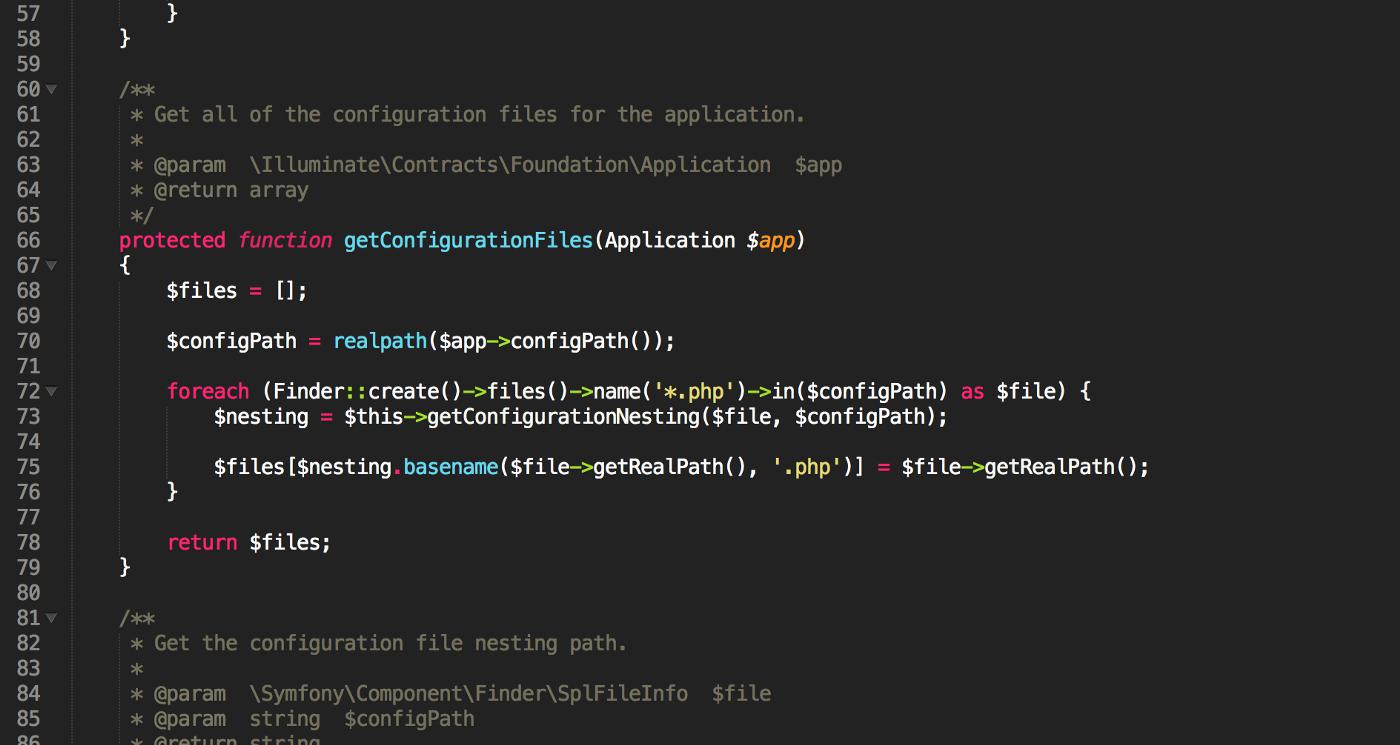 57 }
58 }
59
60 /**
61 * Get all of the configuration files for the application.
62 *
63 * @param  \Illuminate\Contracts\Foundation\Application  $app
64 * @return array
65 */
66 protected function getConfigurationFiles(Application $app)
67 {
68 $files = [];
69
70 $configPath = realpath($app->configPath());
71
72 foreach (Finder::create()->files()->name('*.php')->in($configPath) as $file) {
73 $nesting = $this->getConfigurationNesting($file, $configPath);
74
75 $files[$nesting.basename($file->getRealPath(), '.php')] = $file->getRealPath();
76 }
77
78 return $files;
79 }
80
81 /**
82 * Get the configuration file nesting path.
83 *
84 * @param  \Symfony\Component\Finder\SplFileInfo  $file
85 * @param  string  $configPath
86 * @return string